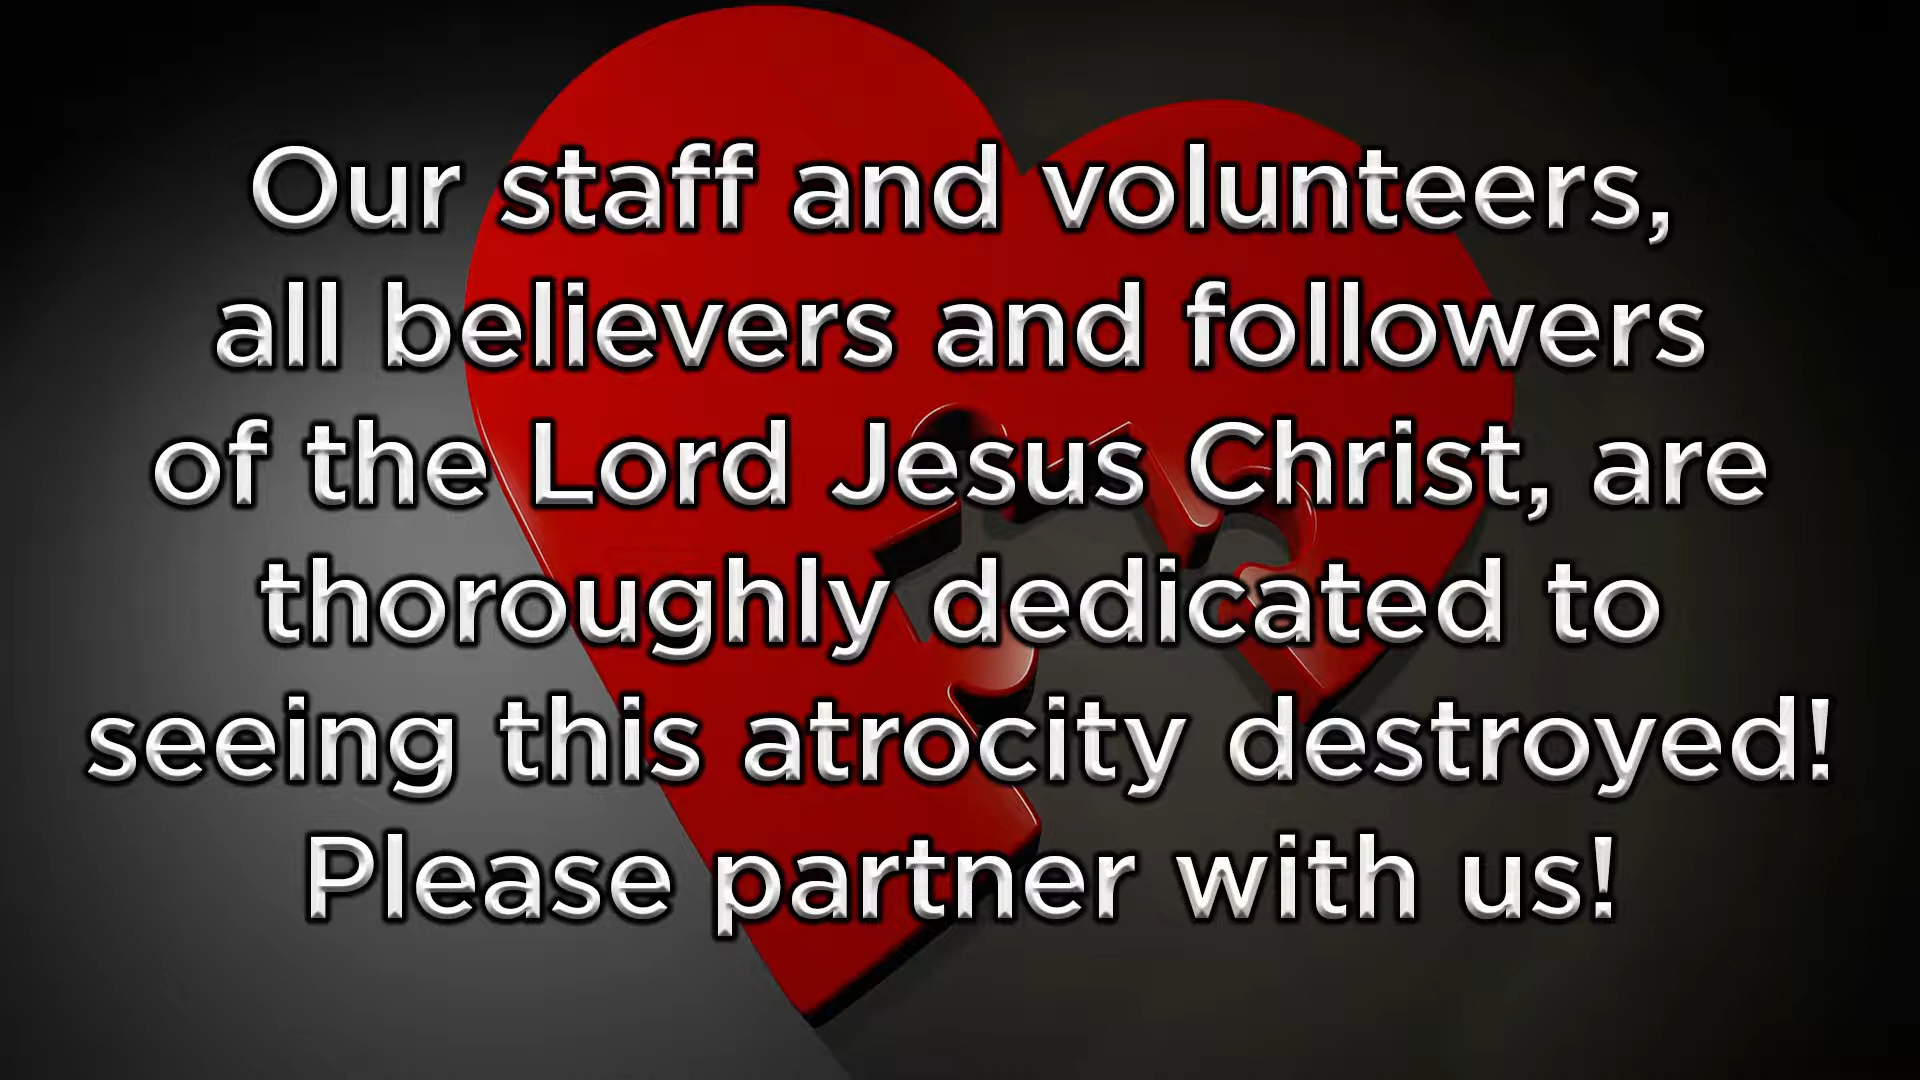 Our staff and volunteers,
all believers and followers
of the Lord Jesus Christ, are
thoroughly dedicated to
seeing this atrocity destroyed!
Please partner with us!